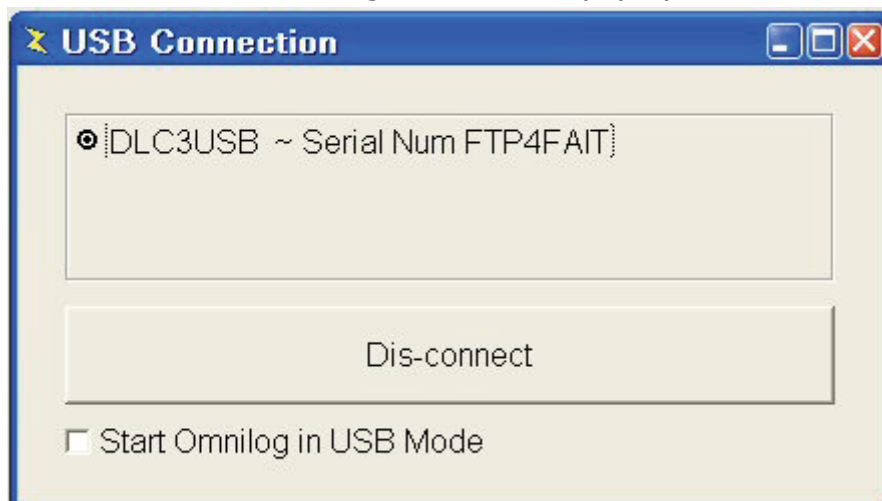 USB Connection
DLC3USB ~ Serial Num FTP4FAIT
Dis-connect
Start Omnilog in USB Mode